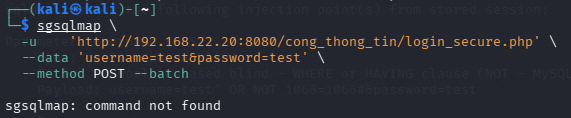 ┌──(kali㉿kali)-[~]
└─$ sgsqlmap \
-u 'http://192.168.22.20:8080/cong_thong_tin/login_secure.php' \
--data 'username=test&password=test' \
--method POST --batch
sgsqlmap: command not found